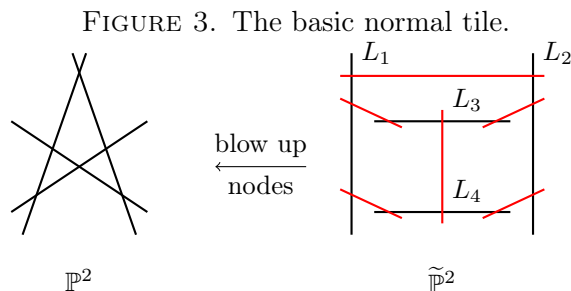 FIGURE 3. The basic normal tile.
L₁ L₂
L₃
blow up
nodes
L₄
ℙ² ℙ̃²